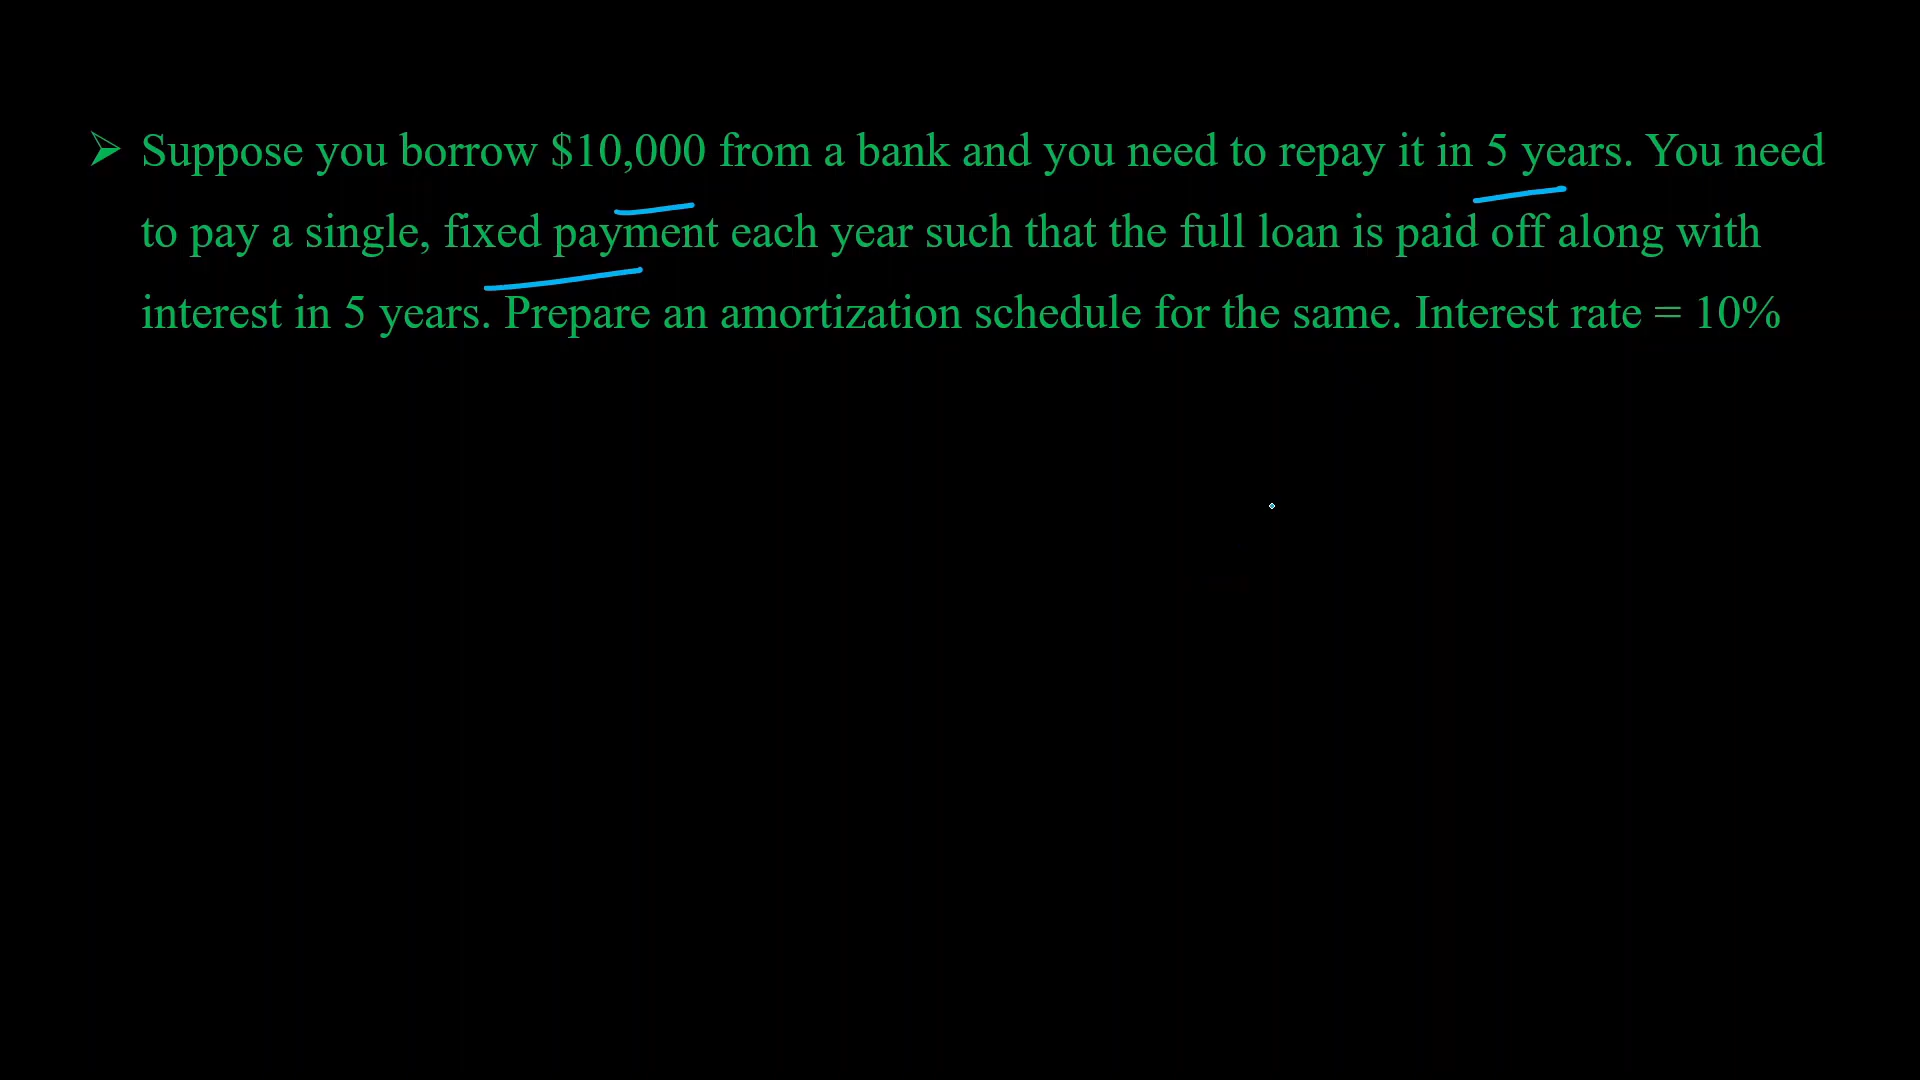 ➢ Suppose you borrow $10,000 from a bank and you need to repay it in 5 years. You need
to pay a single, fixed payment each year such that the full loan is paid off along with
interest in 5 years. Prepare an amortization schedule for the same. Interest rate = 10%